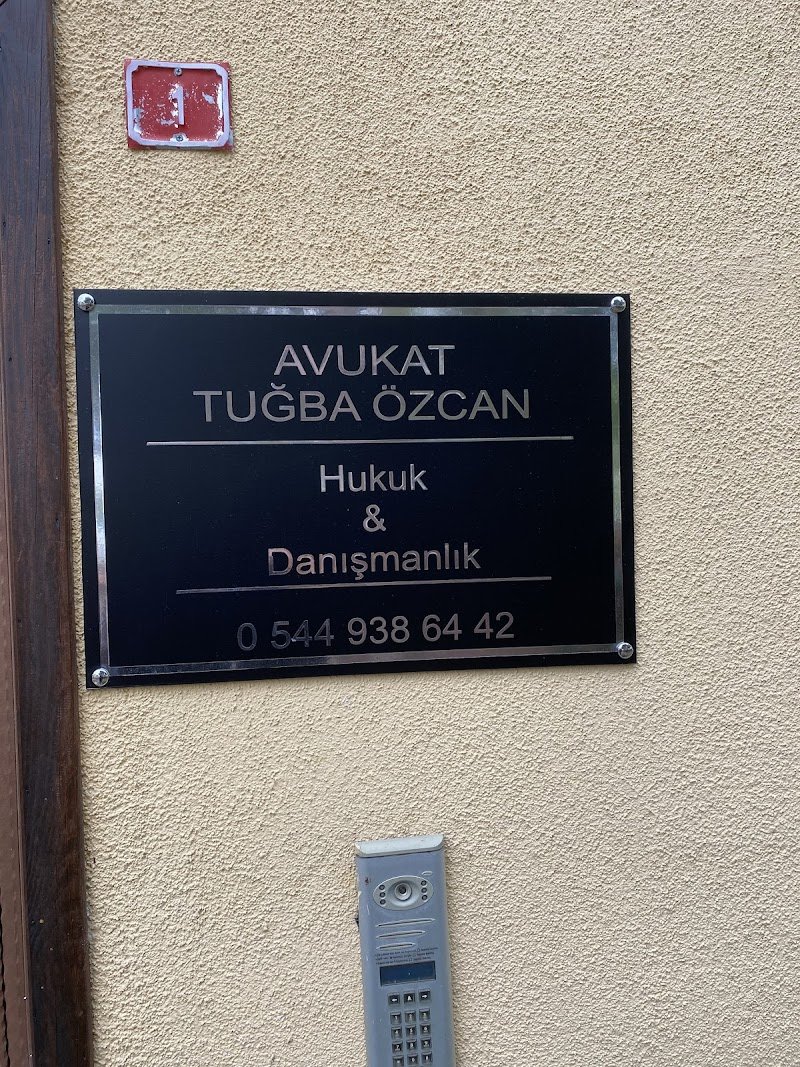 1
AVUKAT
TUĞBA ÖZCAN
Hukuk
&
Danışmanlık
0 544 938 64 42